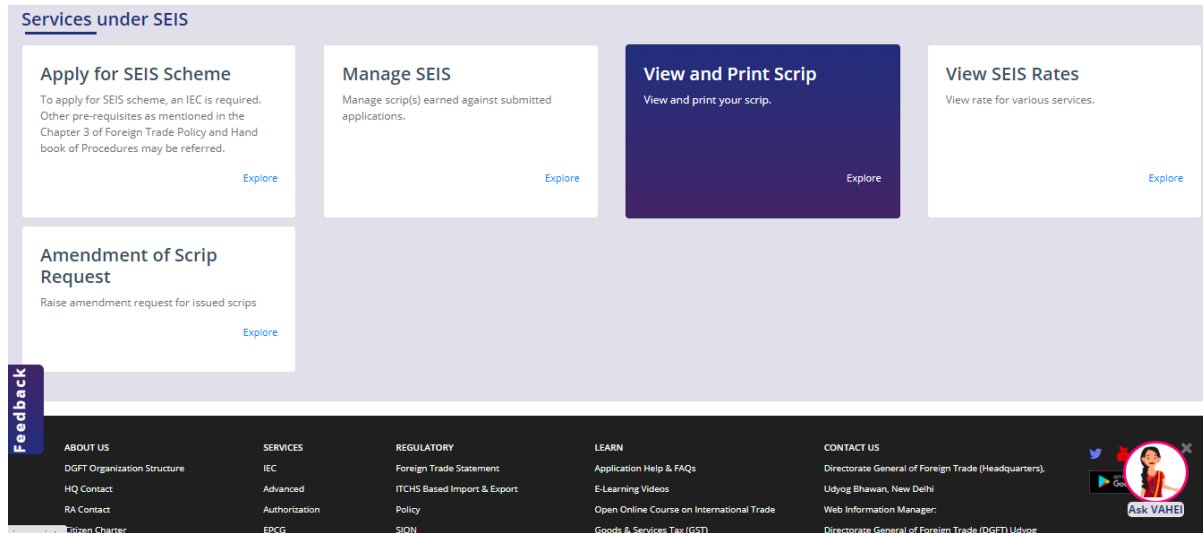 Services under SEIS
Apply for SEIS Scheme
To apply for SEIS scheme, an IEC is required.
Other pre-requisites as mentioned in the
Chapter 3 of Foreign Trade Policy and Hand
book of Procedures may be referred.
Explore
Manage SEIS
Manage scrip(s) earned against submitted
applications.
Explore
View and Print Scrip
View and print your scrip.
Explore
View SEIS Rates
View rate for various services.
Explore
Amendment of Scrip
Request
Raise amendment request for issued scrips
Explore
Feedback
ABOUT US
DGFT Organization Structure
HQ Contact
RA Contact
Citizen Charter
SERVICES
IEC
Advanced
Authorization
EPCG
REGULATORY
Foreign Trade Statement
ITCHS Based Import & Export
Policy
SION
LEARN
Application Help & FAQs
E-Learning Videos
Open Online Course on International Trade
Goods & Services Tax (GST)
CONTACT US
Directorate General of Foreign Trade (Headquarters),
Udyog Bhawan, New Delhi
Web Information Manager:
Directorate General of Foreign Trade (DGFT) Udyog
Ask VAHEI